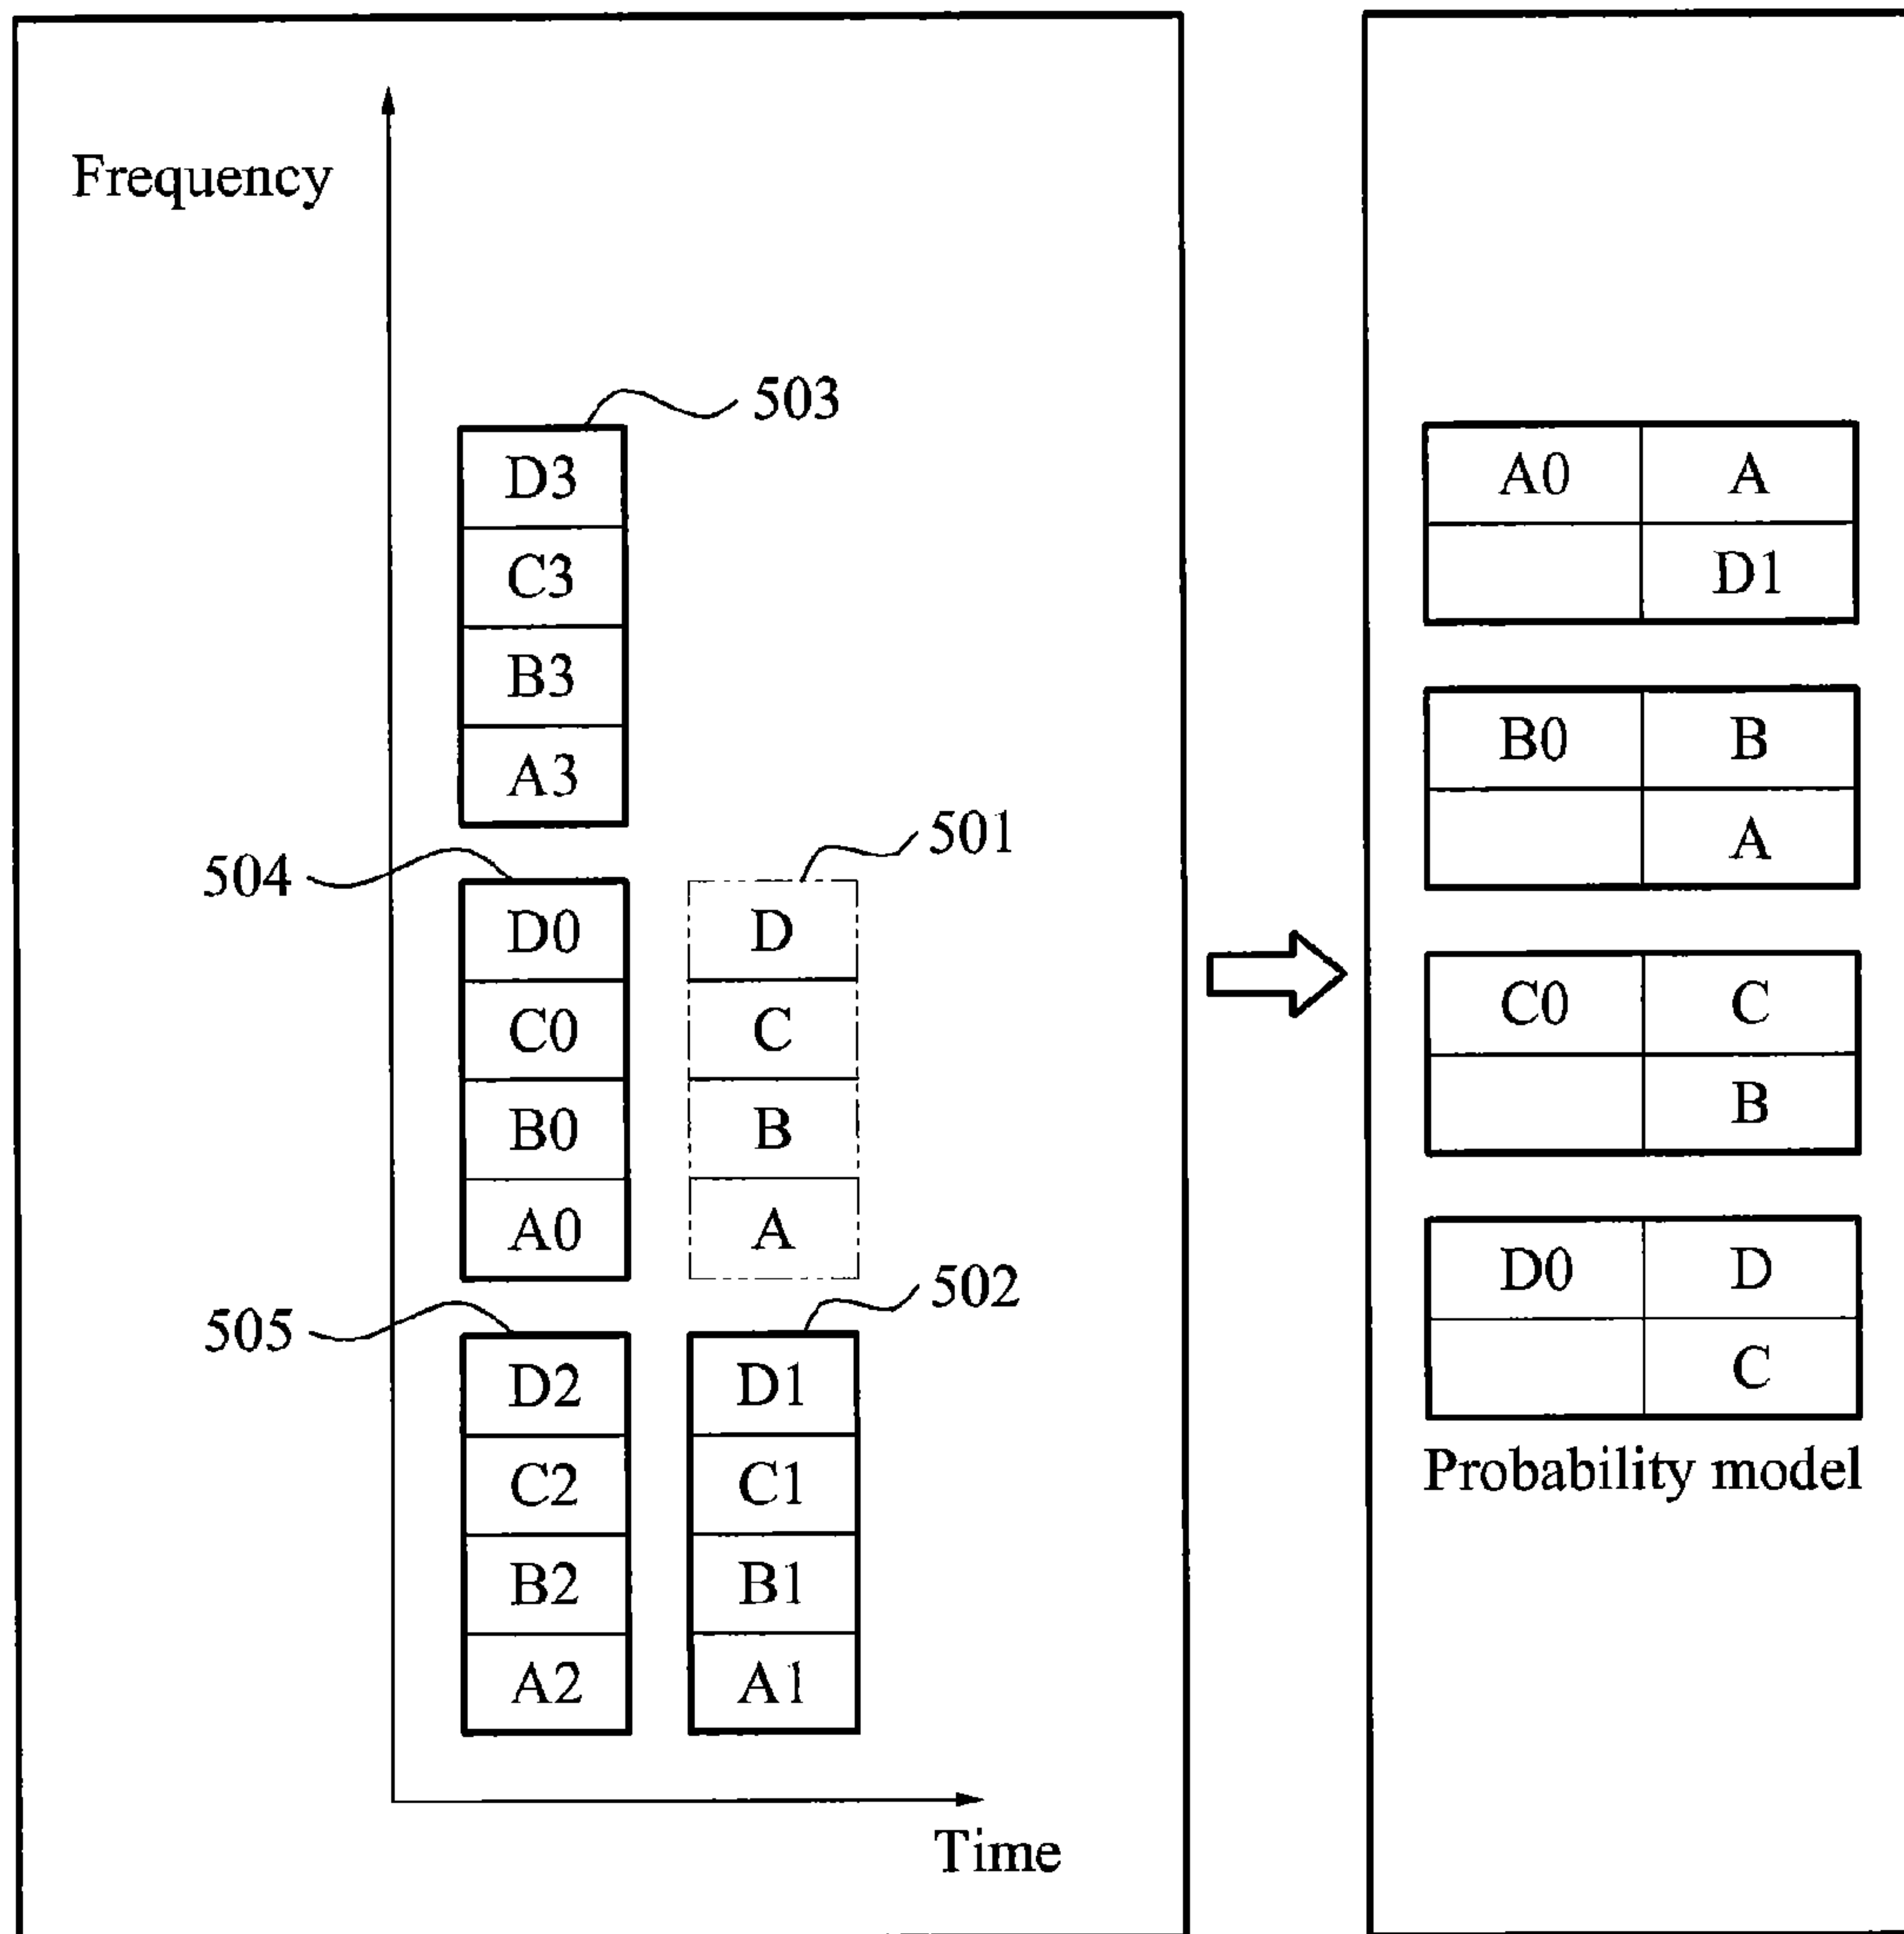 Frequency
503
D3
C3
B3
A3
504
501
D0
D
C0
C
B0
B
A0
A
505
502
D2
D1
C2
C1
B2
B1
A2
A1
Time
A0 A
D1
B0 B
A
C0 C
B
D0 D
C
Probability model